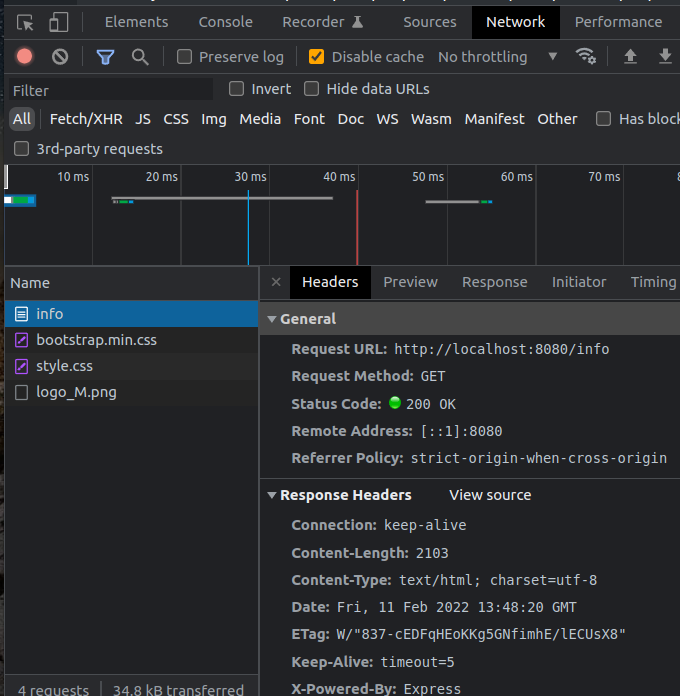 Elements Console Recorder Sources Network Performance
Preserve log Disable cache No throttling
Filter Invert Hide data URLs
All Fetch/XHR JS CSS Img Media Font Doc WS Wasm Manifest Other Has block
3rd-party requests
10 ms 20 ms 30 ms 40 ms 50 ms 60 ms 70 ms
Name
info
bootstrap.min.css
style.css
logo_M.png
4 requests 34.8 kB transferred
× Headers Preview Response Initiator Timing
General
Request URL: http://localhost:8080/info
Request Method: GET
Status Code: 200 OK
Remote Address: [::1]:8080
Referrer Policy: strict-origin-when-cross-origin
Response Headers View source
Connection: keep-alive
Content-Length: 2103
Content-Type: text/html; charset=utf-8
Date: Fri, 11 Feb 2022 13:48:20 GMT
ETag: W/"837-cEDFqHEoKKg5GNfimhE/lECUsX8"
Keep-Alive: timeout=5
X-Powered-By: Express